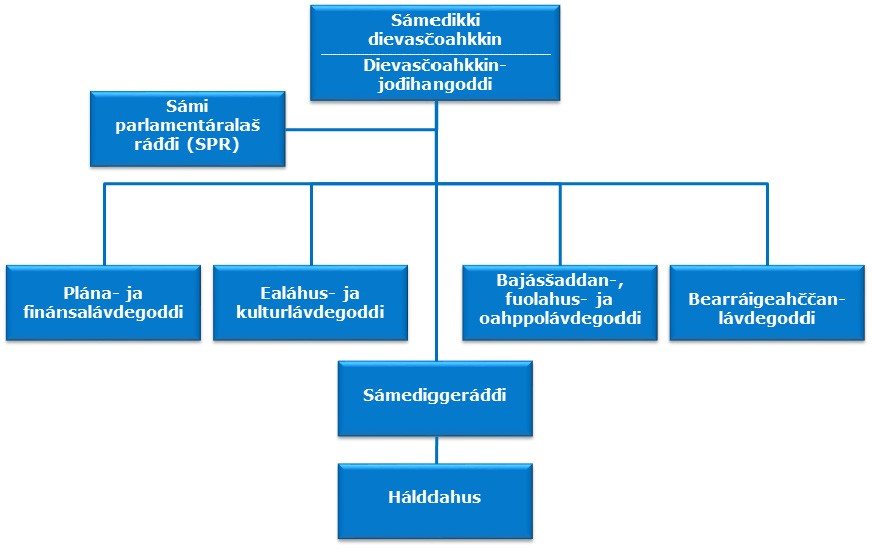 Sámedikki
dievasčoahkkin
Dievasčoahkkin-
jođihangoddi
Sámi
parlamentáralaš
ráđđi (SPR)
Plána- ja
finánsalávdegoddi
Ealáhus- ja
kulturlávdegoddi
Bajásšaddan-,
fuolahus- ja
oahppolávdegoddi
Bearráigeahččan-
lávdegoddi
Sámediggeráđđi
Hálddahus